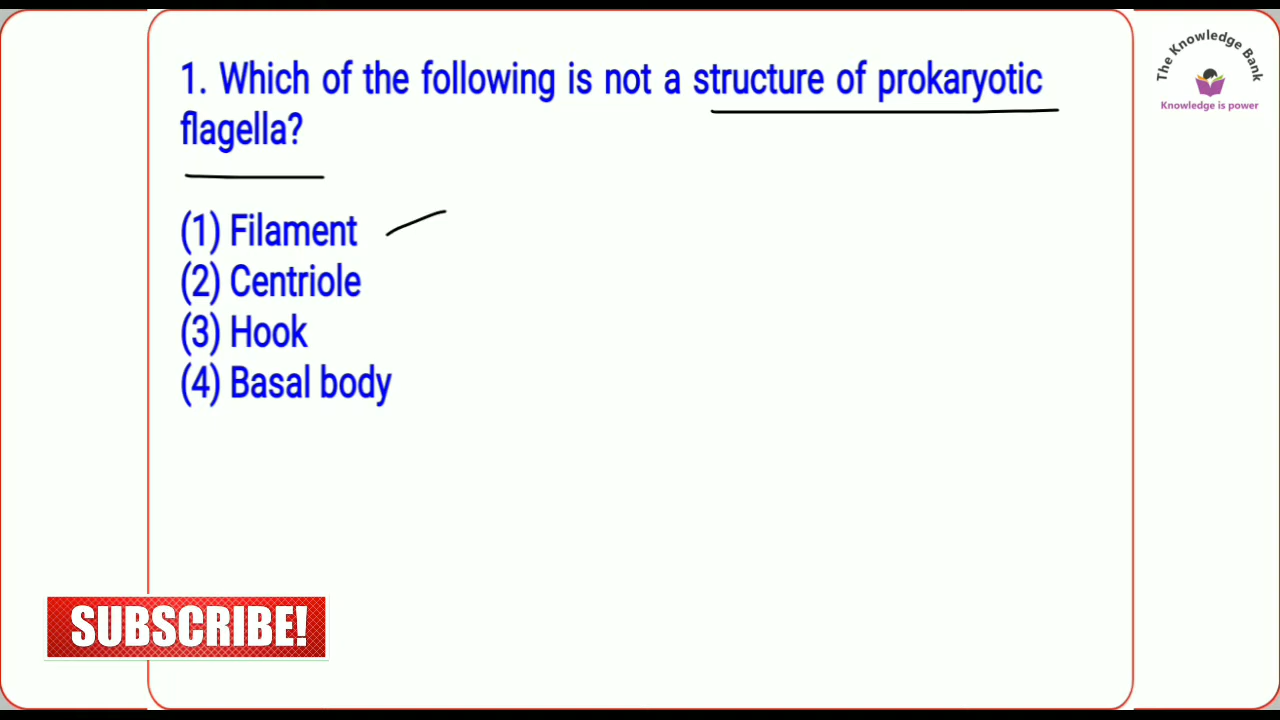 1. Which of the following is not a structure of prokaryotic
flagella?
(1) Filament
(2) Centriole
(3) Hook
(4) Basal body
The Knowledge Bank
Knowledge is power
SUBSCRIBE!